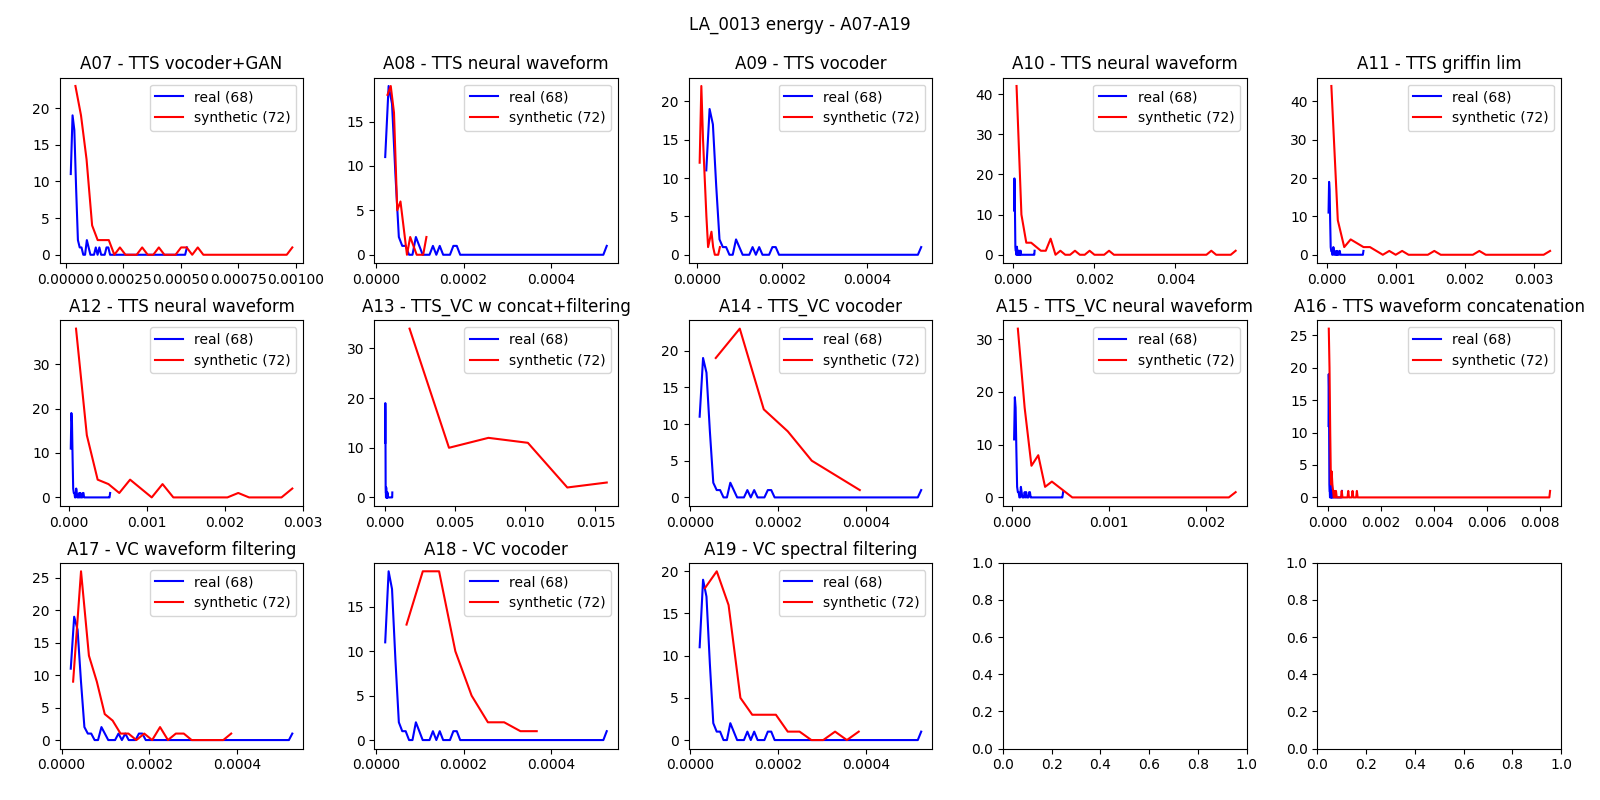 LA_0013 energy - A07-A19
A07 - TTS vocoder+GAN
real (68)
synthetic (72)
20
15
10
5
0
0.00000 0.00025 0.00050 0.00075 0.00100
A08 - TTS neural waveform
real (68)
synthetic (72)
15
10
5
0
0.0000 0.0002 0.0004
A09 - TTS vocoder
real (68)
synthetic (72)
20
15
10
5
0
0.0000 0.0002 0.0004
A10 - TTS neural waveform
real (68)
synthetic (72)
40
30
20
10
0
0.000 0.002 0.004
A11 - TTS griffin lim
real (68)
synthetic (72)
40
30
20
10
0
0.000 0.001 0.002 0.003
A12 - TTS neural waveform
real (68)
synthetic (72)
30
20
10
0
0.000 0.001 0.002 0.003
A13 - TTS_VC w concat+filtering
real (68)
synthetic (72)
30
20
10
0
0.000 0.005 0.010 0.015
A14 - TTS_VC vocoder
real (68)
synthetic (72)
20
15
10
5
0
0.0000 0.0002 0.0004
A15 - TTS_VC neural waveform
real (68)
synthetic (72)
30
20
10
0
0.000 0.001 0.002
A16 - TTS waveform concatenation
real (68)
synthetic (72)
25
20
15
10
5
0
0.000 0.002 0.004 0.006 0.008
A17 - VC waveform filtering
real (68)
synthetic (72)
25
20
15
10
5
0
0.0000 0.0002 0.0004
A18 - VC vocoder
real (68)
synthetic (72)
15
10
5
0
0.0000 0.0002 0.0004
A19 - VC spectral filtering
real (68)
synthetic (72)
20
15
10
5
0
0.0000 0.0002 0.0004
1.0
0.8
0.6
0.4
0.2
0.0
0.0 0.2 0.4 0.6 0.8 1.0
1.0
0.8
0.6
0.4
0.2
0.0
0.0 0.2 0.4 0.6 0.8 1.0